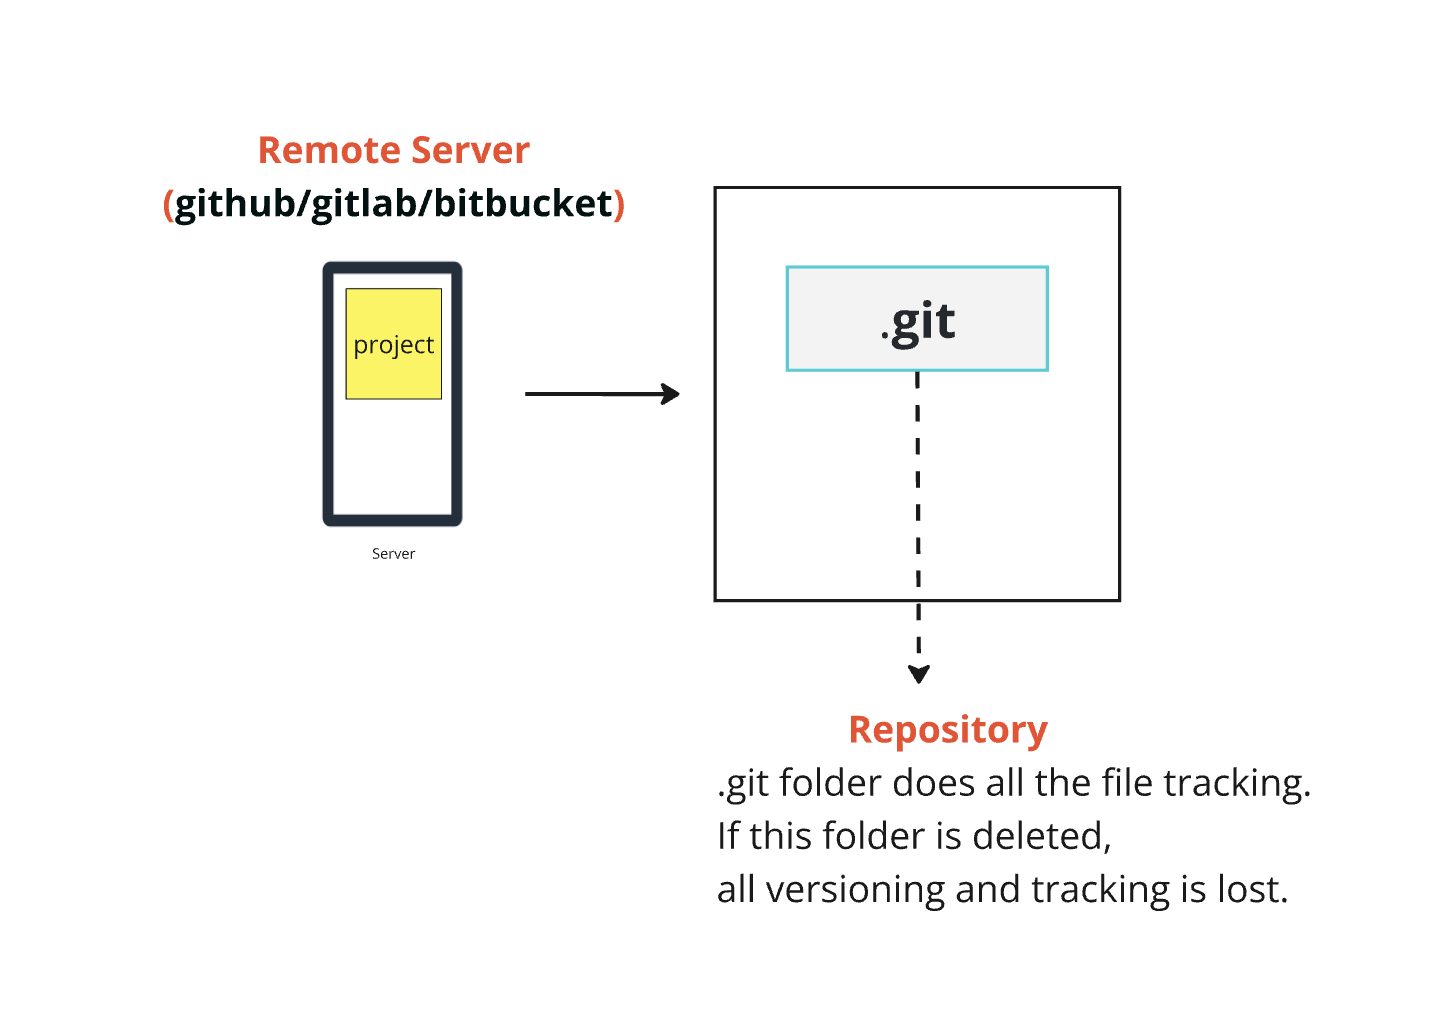 Remote Server
(github/gitlab/bitbucket)
project
Server
.git
Repository
.git folder does all the file tracking.
If this folder is deleted,
all versioning and tracking is lost.